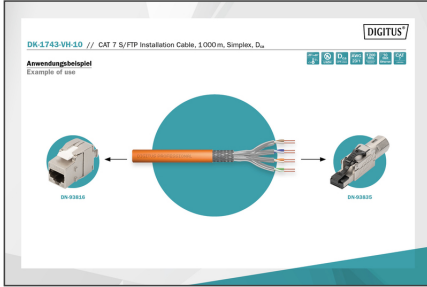 DIGITUS®
DK-1743-VH-10 // CAT 7 S/FTP Installation Cable, 1000 m, Simplex, Dca
Anwendungsbeispiel
Example of use
DN-93818
DN-93835